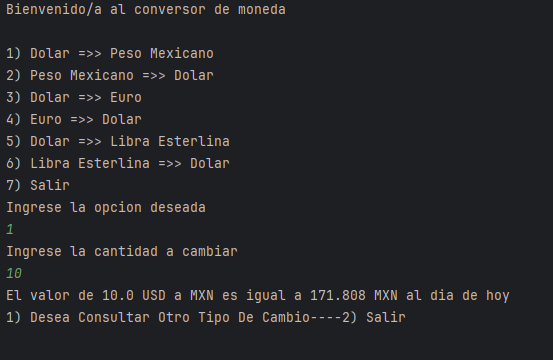 Bienvenido/a al conversor de moneda
1) Dolar =>> Peso Mexicano
2) Peso Mexicano =>> Dolar
3) Dolar =>> Euro
4) Euro =>> Dolar
5) Dolar =>> Libra Esterlina
6) Libra Esterlina =>> Dolar
7) Salir
Ingrese la opcion deseada
1
Ingrese la cantidad a cambiar
10
El valor de 10.0 USD a MXN es igual a 171.808 MXN al dia de hoy
1) Desea Consultar Otro Tipo De Cambio----2) Salir